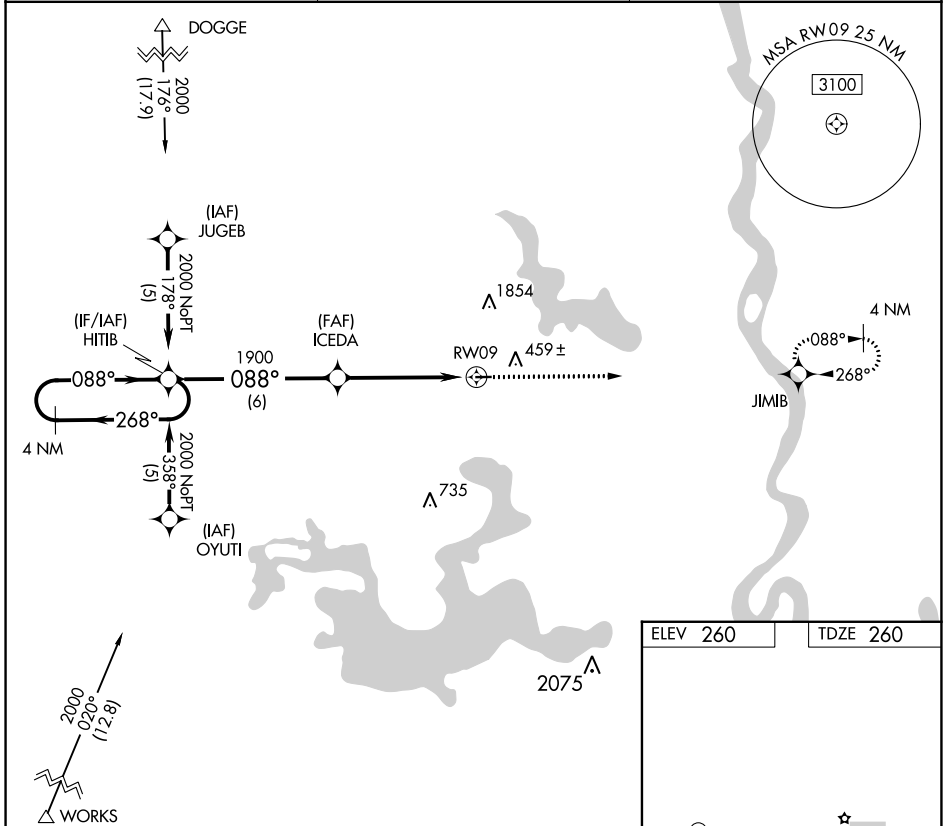 DOGGE
2000
176°
(17.9)
MSA RW09 25 NM
3100
(IAF)
JUGEB
2000 NoPT
178°
(5)
(IF/IAF)
HITIB
(FAF)
ICEDA
1854
4 NM
RW09
459 ±
088°
1900
088°
088°
(6)
268°
JIMIB
268°
4 NM
2000 NoPT
358°
(5)
735
(IAF)
OYUTI
ELEV 260
TDZE 260
2075
2000
020°
(12.8)
WORKS